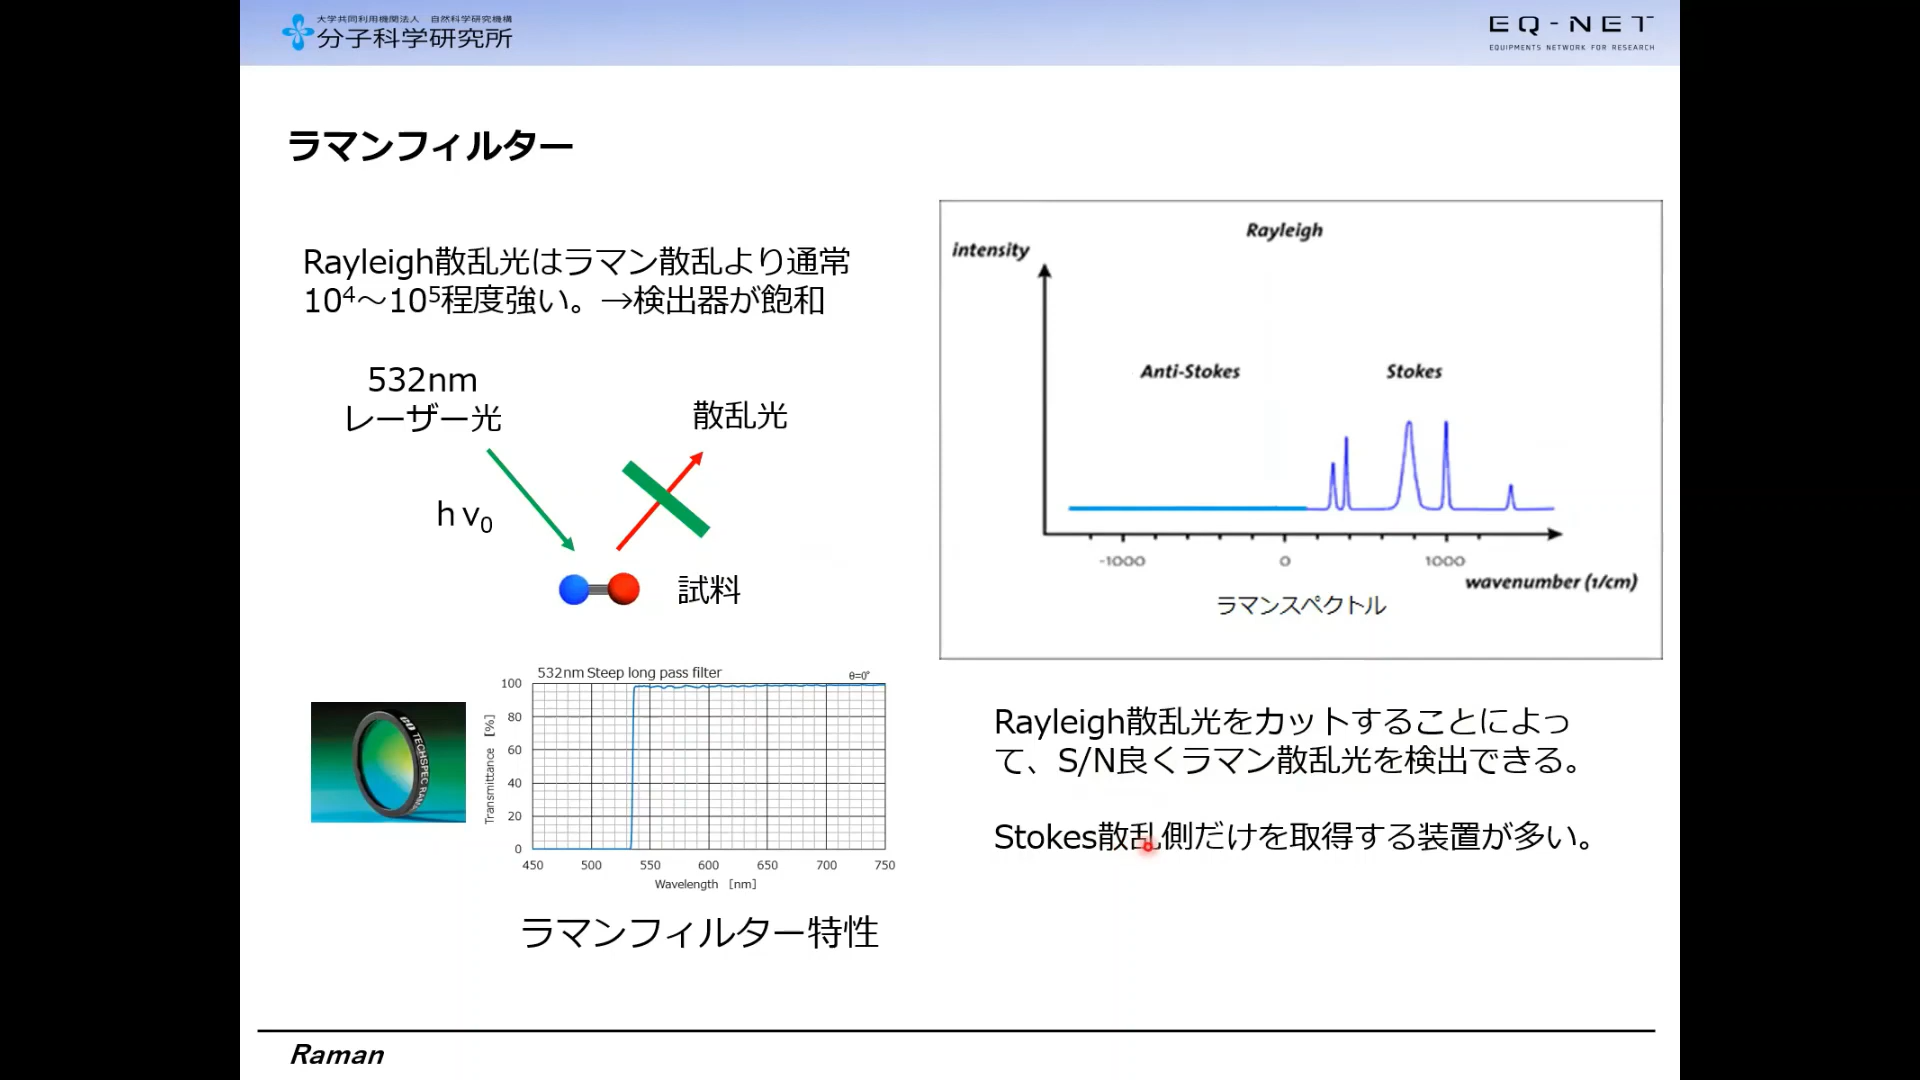 大学共同利用機関法人 自然科学研究機構
分子科学研究所
EQ-NET
EQUIPMENTS NETWORK FOR RESEARCH
ラマンフィルター
Rayleigh散乱光はラマン散乱より通常
10⁴～10⁵程度強い。→検出器が飽和
532nm
レーザー光
散乱光
hν₀
試料
532nm Steep long pass filter
θ=0°
Transmittance [%]
100
80
60
40
20
0
450 500 550 600 650 700 750
Wavelength [nm]
TECHSPEC
ラマンフィルター特性
Rayleigh
intensity
Anti-Stokes
Stokes
-1000 0 1000
wavenumber (1/cm)
ラマンスペクトル
Rayleigh散乱光をカットすることによっ
て、S/N良くラマン散乱光を検出できる。
Stokes散乱側だけを取得する装置が多い。
Raman